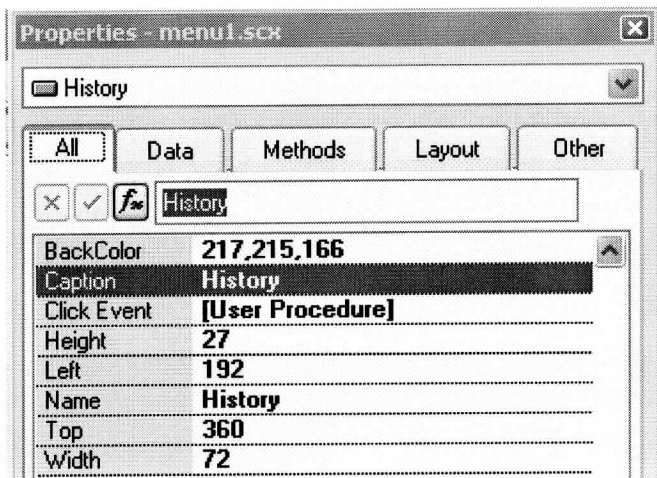 Properties - menu1.scx
History
All Data Methods Layout Other
History
BackColor 217,215,166
Caption History
Click Event [User Procedure]
Height 27
Left 192
Name History
Top 360
Width 72